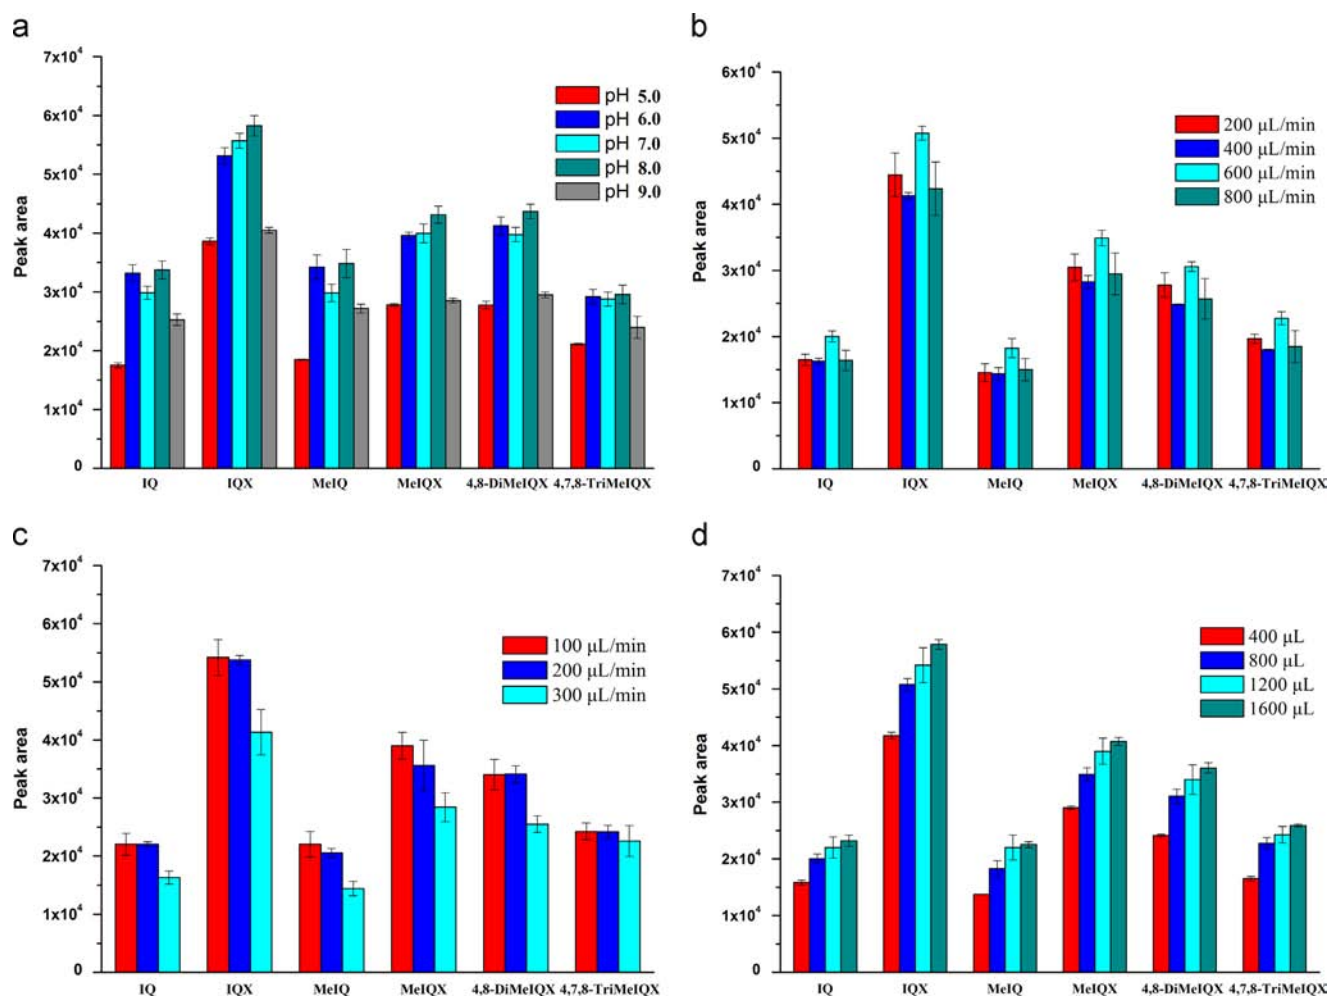 a
7x10⁴
6x10⁴
5x10⁴
4x10⁴
3x10⁴
2x10⁴
1x10⁴
0
Peak area
pH 5.0
pH 6.0
pH 7.0
pH 8.0
pH 9.0
IQ IQX MeIQ MeIQX 4,8-DiMeIQX 4,7,8-TriMeIQX
b
6x10⁴
5x10⁴
4x10⁴
3x10⁴
2x10⁴
1x10⁴
0
Peak area
200 µL/min
400 µL/min
600 µL/min
800 µL/min
IQ IQX MeIQ MeIQX 4,8-DiMeIQX 4,7,8-TriMeIQX
c
7x10⁴
6x10⁴
5x10⁴
4x10⁴
3x10⁴
2x10⁴
1x10⁴
0
Peak area
100 µL/min
200 µL/min
300 µL/min
IQ IQX MeIQ MeIQX 4,8-DiMeIQX 4,7,8-TriMeIQX
d
7x10⁴
6x10⁴
5x10⁴
4x10⁴
3x10⁴
2x10⁴
1x10⁴
0
Peak area
400 µL
800 µL
1200 µL
1600 µL
IQ IQX MeIQ MeIQX 4,8-DiMeIQX 4,7,8-TriMeIQX